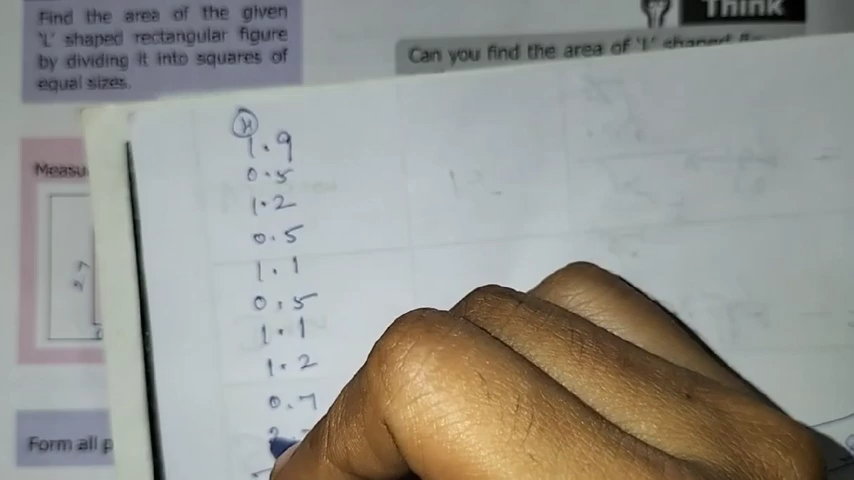 Find the area of the given
'L' shaped rectangular figure
by dividing it into squares of
equal sizes.
Think
Can you find the area of 'L' shaped
Measu
Form all p
1.9
0.5
1.2
0.5
1.1
0.5
1.1
1.2
0.7